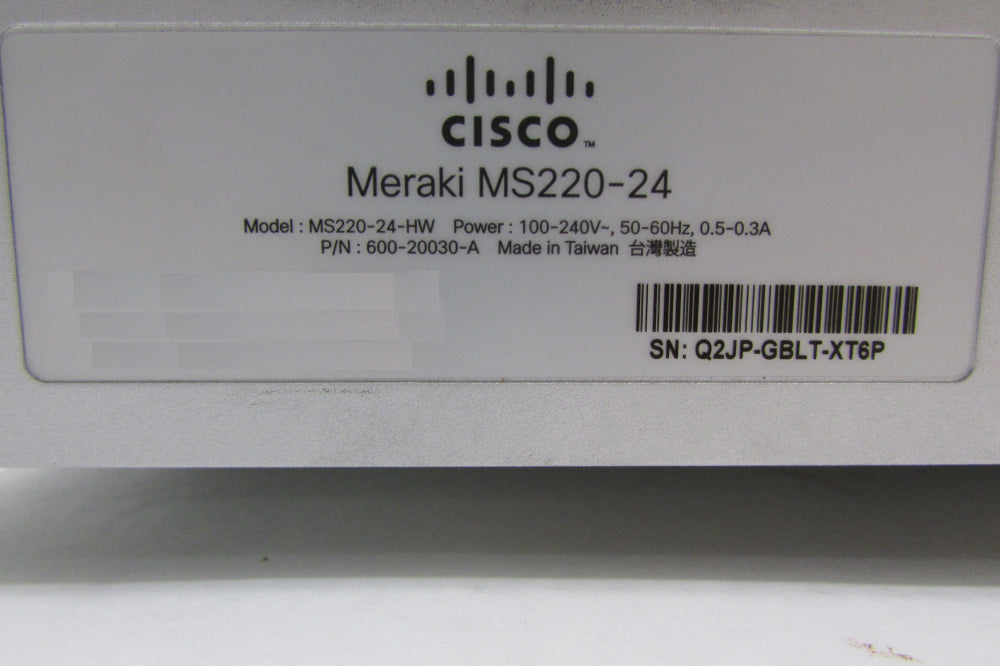 CISCO™
Meraki MS220-24
Model : MS220-24-HW Power : 100-240V~, 50-60Hz, 0.5-0.3A
P/N : 600-20030-A Made in Taiwan 台灣製造
SN: Q2JP-GBLT-XT6P